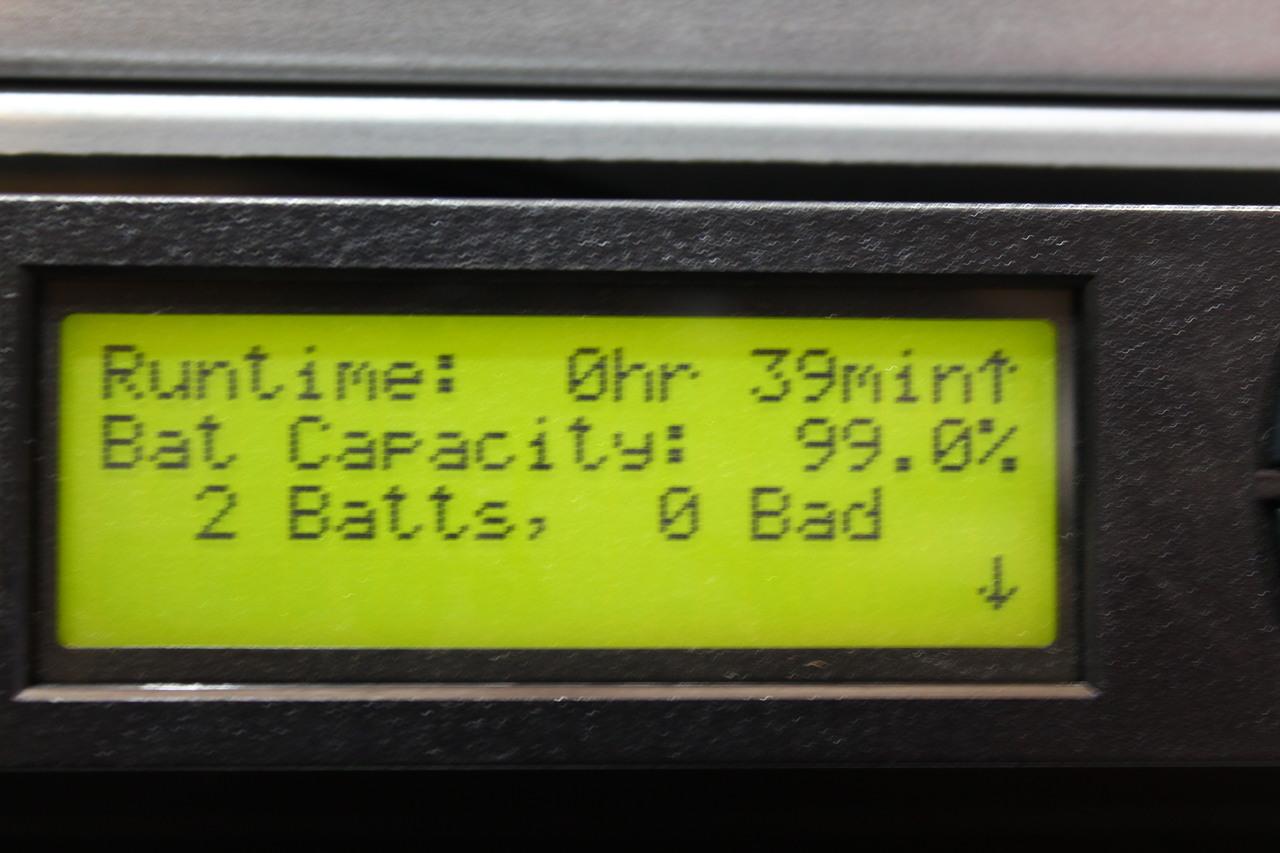 Runtime: 0hr 39min↑
Bat Capacity: 99.0%
2 Batts, 0 Bad
↓